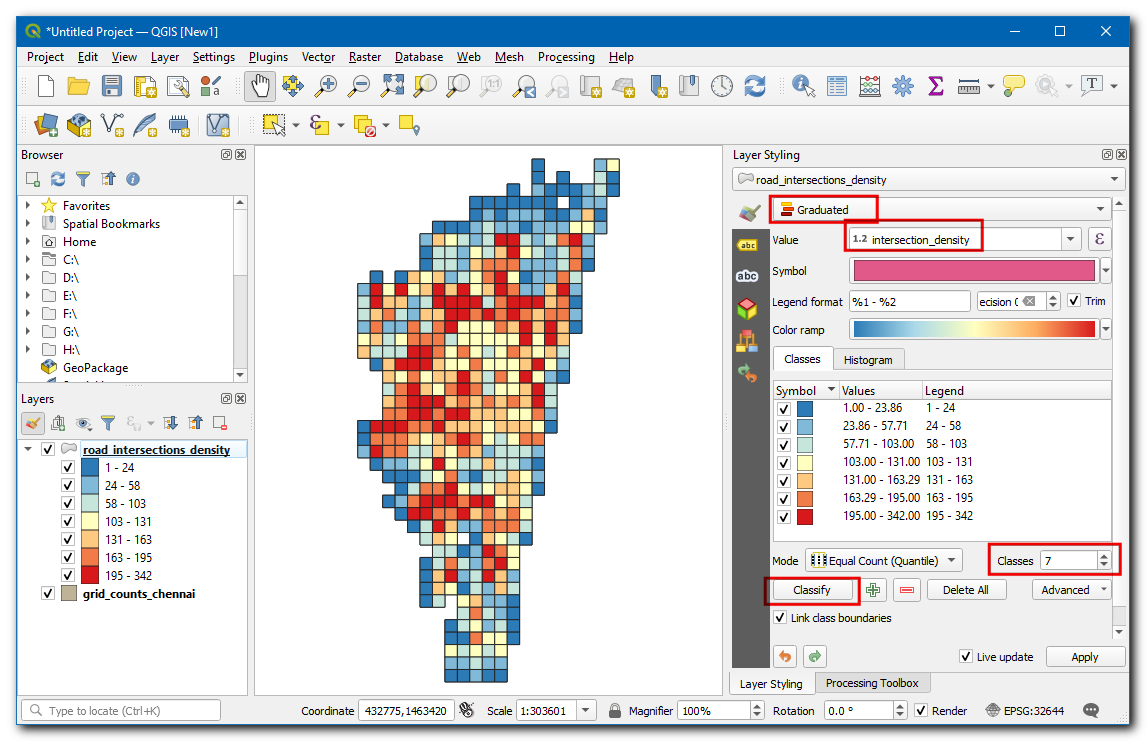 *Untitled Project — QGIS [New1]
Project Edit View Layer Settings Plugins Vector Raster Database Web Mesh Processing Help
Browser
Favorites
Spatial Bookmarks
Home
C:\
D:\
E:\
F:\
G:\
H:\
GeoPackage
Layers
road_intersections_density
1 - 24
24 - 58
58 - 103
103 - 131
131 - 163
163 - 195
195 - 342
grid_counts_chennai
Layer Styling
road_intersections_density
Graduated
Value 1.2 intersection_density
Symbol
Legend format %1 - %2 ecision Trim
Color ramp
Classes Histogram
Symbol Values Legend
1.00 - 23.86 1 - 24
23.86 - 57.71 24 - 58
57.71 - 103.00 58 - 103
103.00 - 131.00 103 - 131
131.00 - 163.29 131 - 163
163.29 - 195.00 163 - 195
195.00 - 342.00 195 - 342
Mode Equal Count (Quantile) Classes 7
Classify Delete All Advanced
Link class boundaries
Live update Apply
Layer Styling Processing Toolbox
Type to locate (Ctrl+K) Coordinate 432775,1463420 Scale 1:303601 Magnifier 100% Rotation 0.0 ° Render EPSG:32644